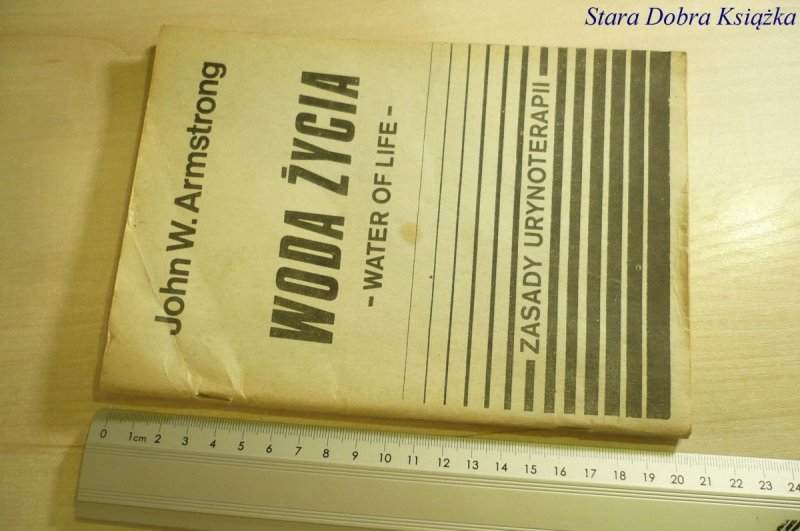 Stara Dobra Książka
John W. Armstrong
WODA ŻYCIA
- WATER OF LIFE -
ZASADY URYNOTERAPII
0 1cm 2 3 4 5 6 7 8 9 10 11 12 13 14 15 16 17 18 19 20 21 22 23 24